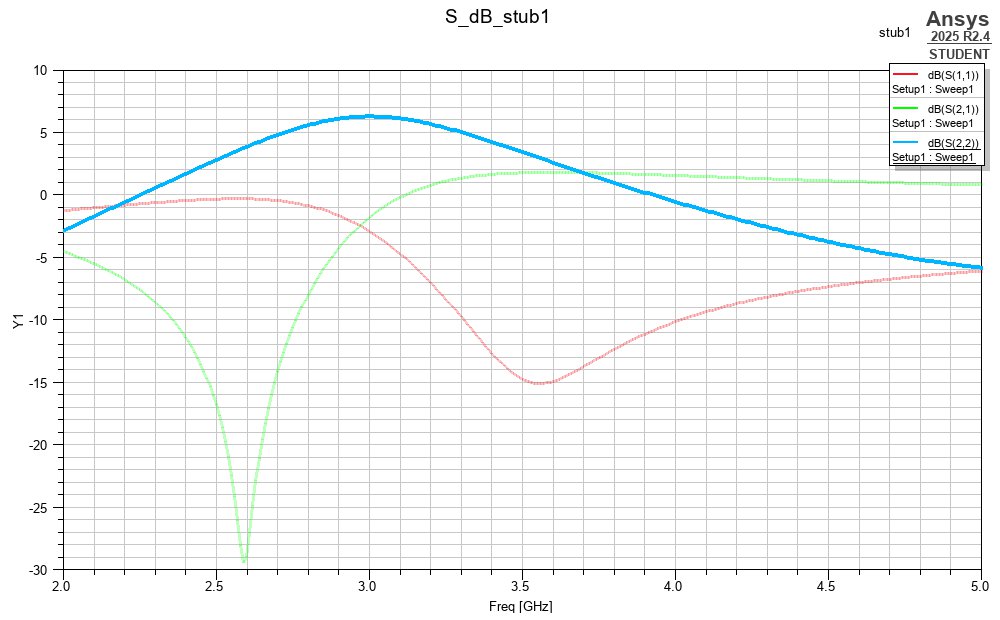 S_dB_stub1
stub1
Ansys
2025 R2.4
STUDENT
dB(S(1,1))
Setup1 : Sweep1
dB(S(2,1))
Setup1 : Sweep1
dB(S(2,2))
Setup1 : Sweep1
10
5
0
-5
-10
-15
-20
-25
-30
Y1
2.0 2.5 3.0 3.5 4.0 4.5 5.0
Freq [GHz]